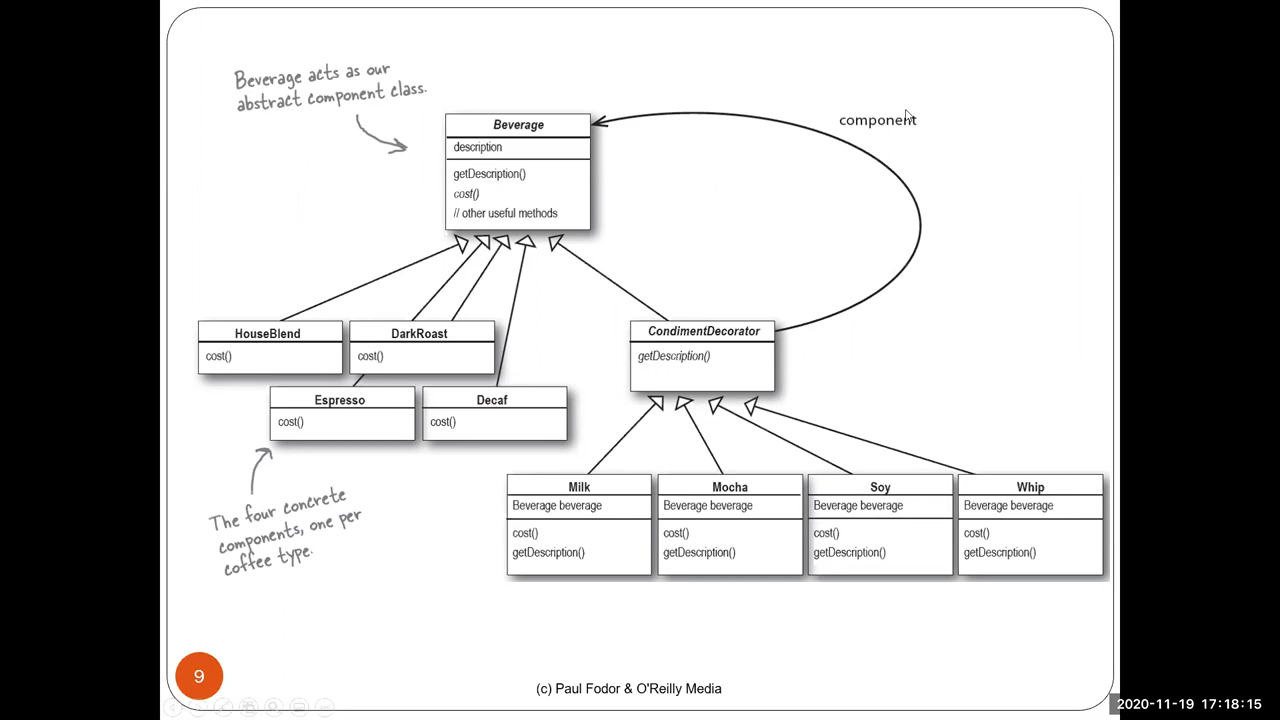 Beverage acts as our
abstract component class.
component
Beverage
description
getDescription()
cost()
// other useful methods
HouseBlend
cost()
DarkRoast
cost()
CondimentDecorator
getDescription()
Espresso
cost()
Decaf
cost()
The four concrete
components, one per
coffee type.
Milk
Beverage beverage
cost()
getDescription()
Mocha
Beverage beverage
cost()
getDescription()
Soy
Beverage beverage
cost()
getDescription()
Whip
Beverage beverage
cost()
getDescription()
9
(c) Paul Fodor & O'Reilly Media
2020-11-19 17:18:15